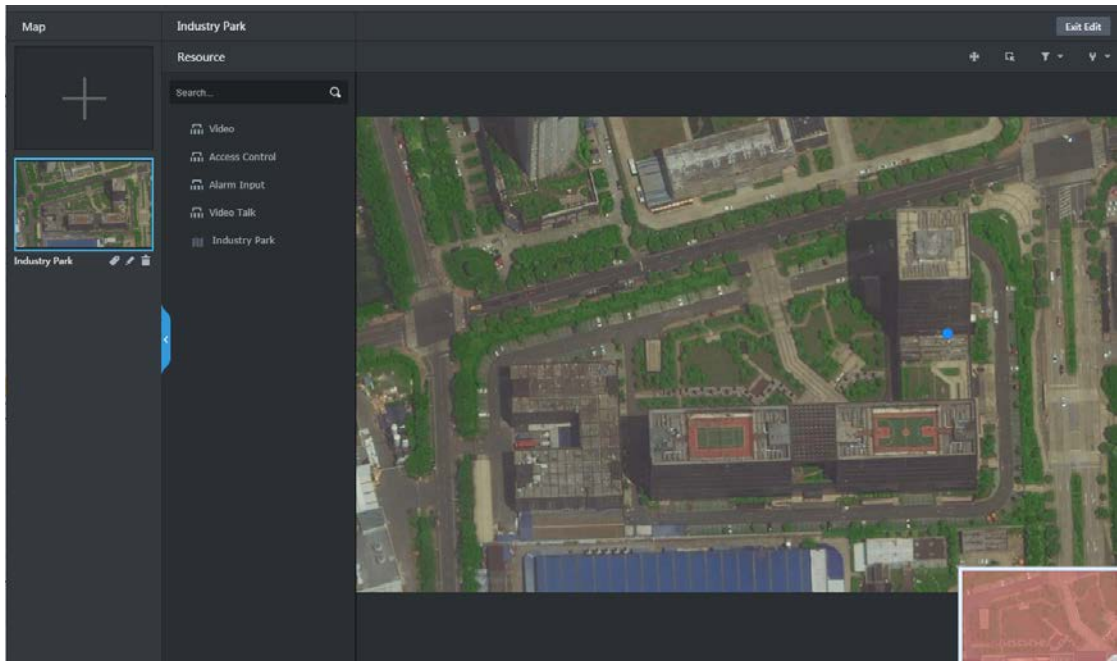 Map
Industry Park
Exit Edit
Resource
Search...
Video
Access Control
Alarm Input
Video Talk
Industry Park
Industry Park